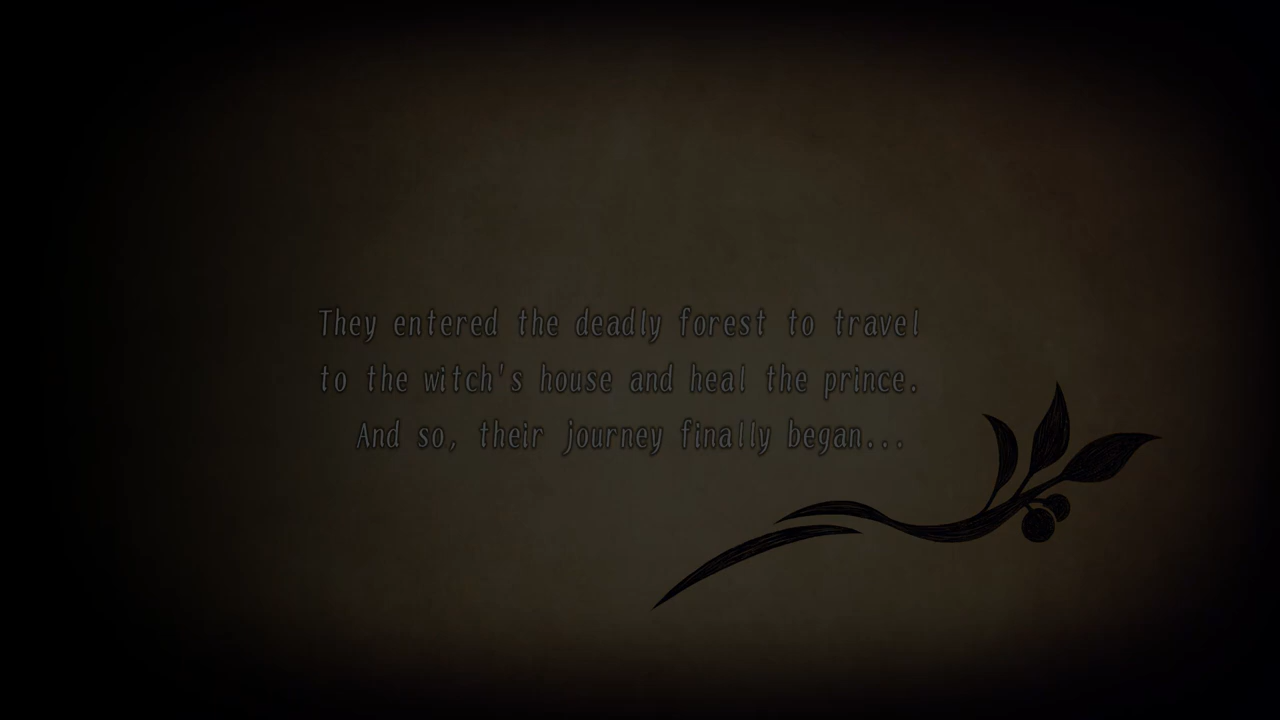 They entered the deadly forest to travel
to the witch's house and heal the prince.
And so, their journey finally began...